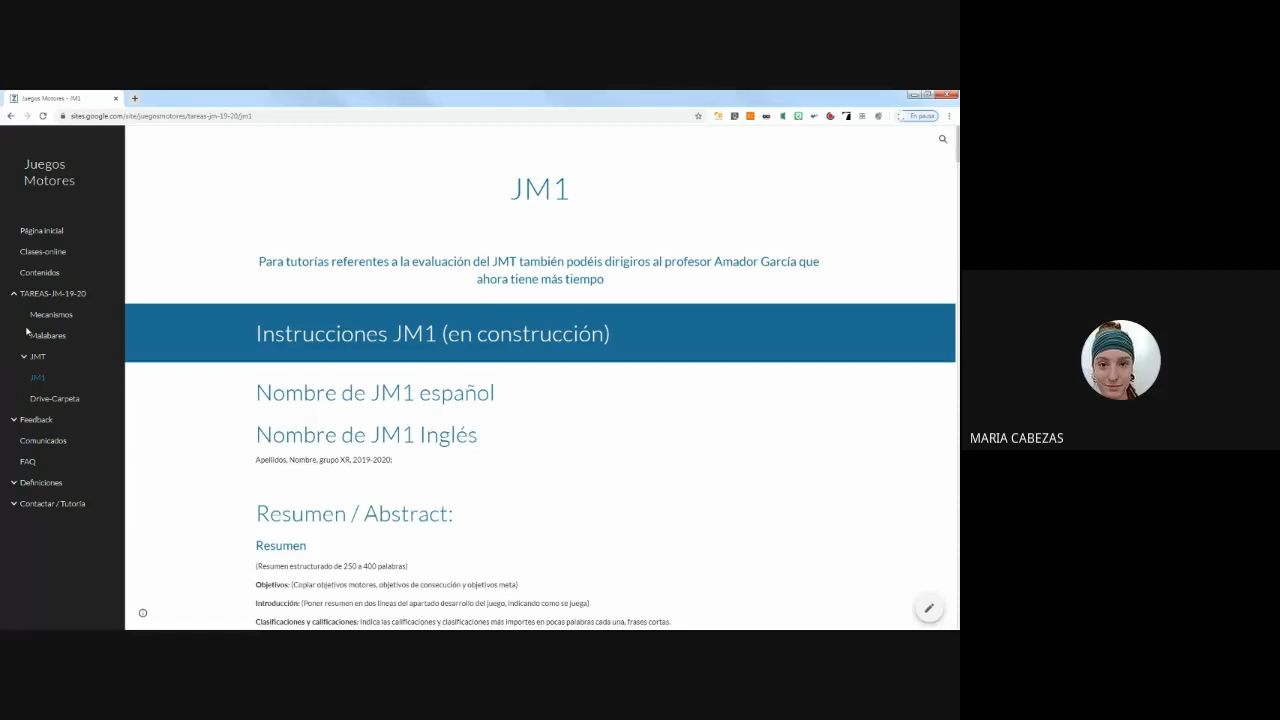 Juegos Motores - JM1
sites.google.com/site/juegosmotores/tareas-jm-19-20/jm1
En pausa
Juegos
Motores
Página inicial
Clases-online
Contenidos
TAREAS-JM-19-20
Mecanismos
Malabares
JMT
JM1
Drive-Carpeta
Feedback
Comunicados
FAQ
Definiciones
Contactar / Tutoría
JM1
Para tutorías referentes a la evaluación del JMT también podéis dirigiros al profesor Amador García que
ahora tiene más tiempo
Instrucciones JM1 (en construcción)
Nombre de JM1 español
Nombre de JM1 Inglés
Apellidos, Nombre, grupo XR, 2019-2020;
Resumen / Abstract:
Resumen
(Resumen estructurado de 250 a 400 palabras)
Objetivos: (Copiar objetivos motores, objetivos de consecución y objetivos meta)
Introducción: (Poner resumen en dos líneas del apartado desarrollo del juego, indicando como se juega)
Clasificaciones y calificaciones: Indica las calificaciones y clasificaciones más importes en pocas palabras cada una, frases cortas.
MARIA CABEZAS